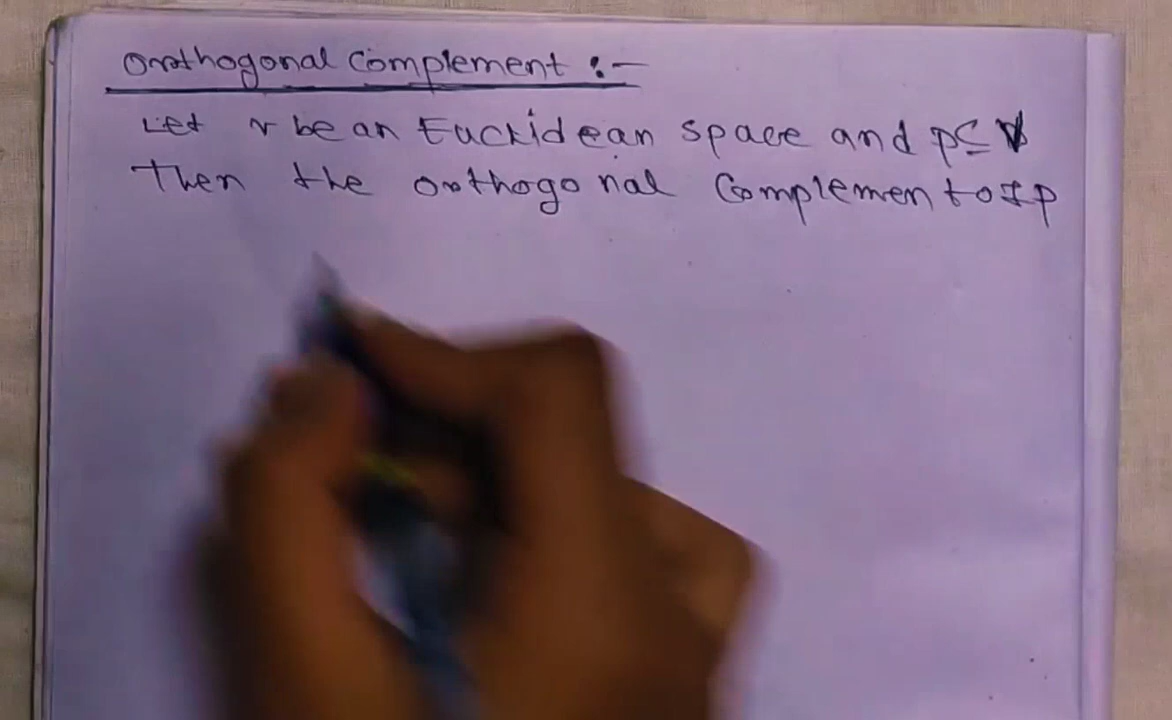 Orthogonal Complement :-
Let v be an Euclidean space and p ⊆ V
Then the orthogonal Complement of p